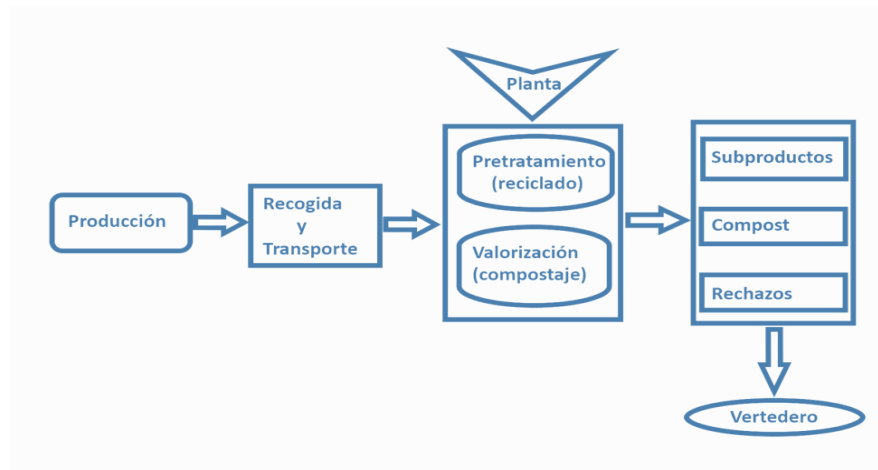 Planta
Pretratamiento
(reciclado)
Subproductos
Producción
Recogida
y
Transporte
Valorización
(compostaje)
Compost
Rechazos
Vertedero